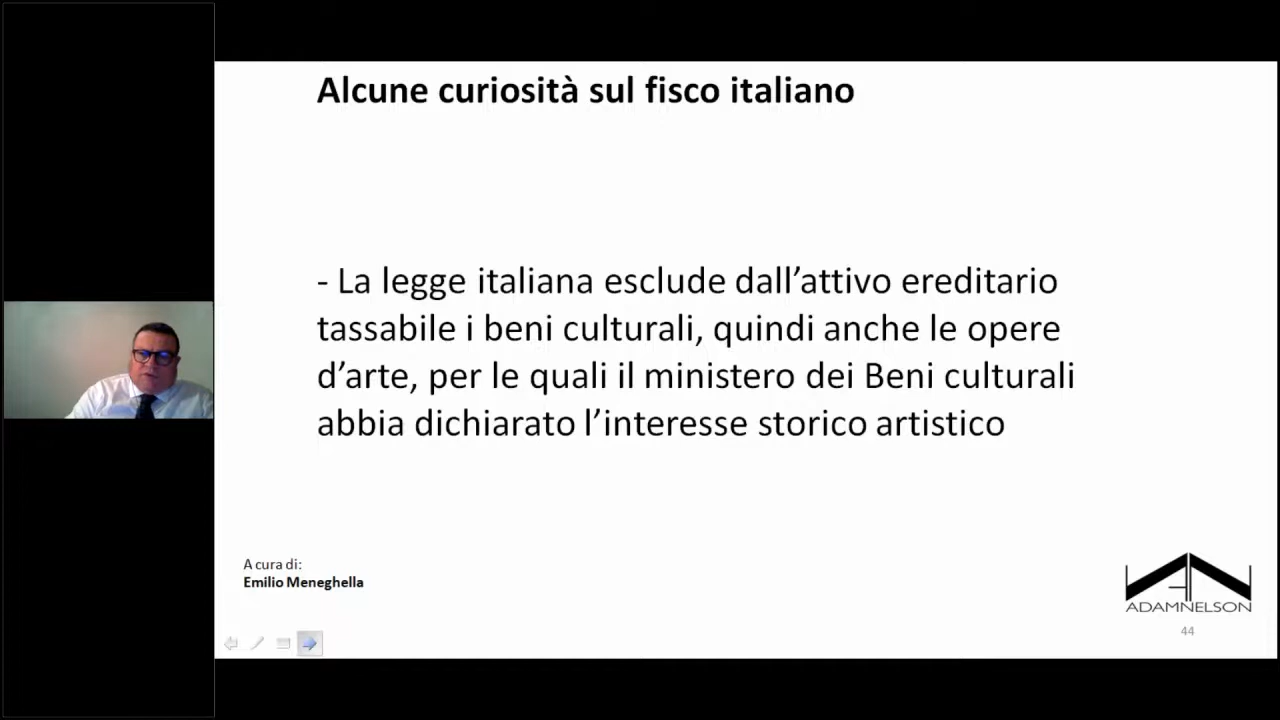 Alcune curiosità sul fisco italiano
- La legge italiana esclude dall’attivo ereditario
tassabile i beni culturali, quindi anche le opere
d’arte, per le quali il ministero dei Beni culturali
abbia dichiarato l’interesse storico artistico
A cura di:
Emilio Meneghella
ADAMNELSON
44